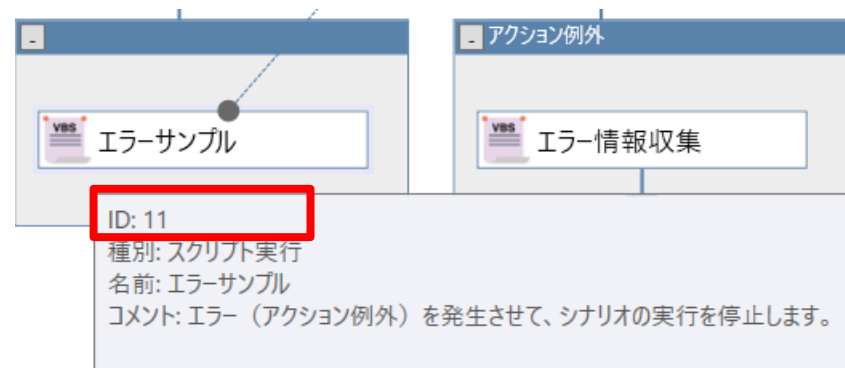 -
- アクション例外
VBS エラーサンプル
VBS エラー情報収集
ID: 11
種別: スクリプト実行
名前: エラーサンプル
コメント: エラー（アクション例外）を発生させて、シナリオの実行を停止します。